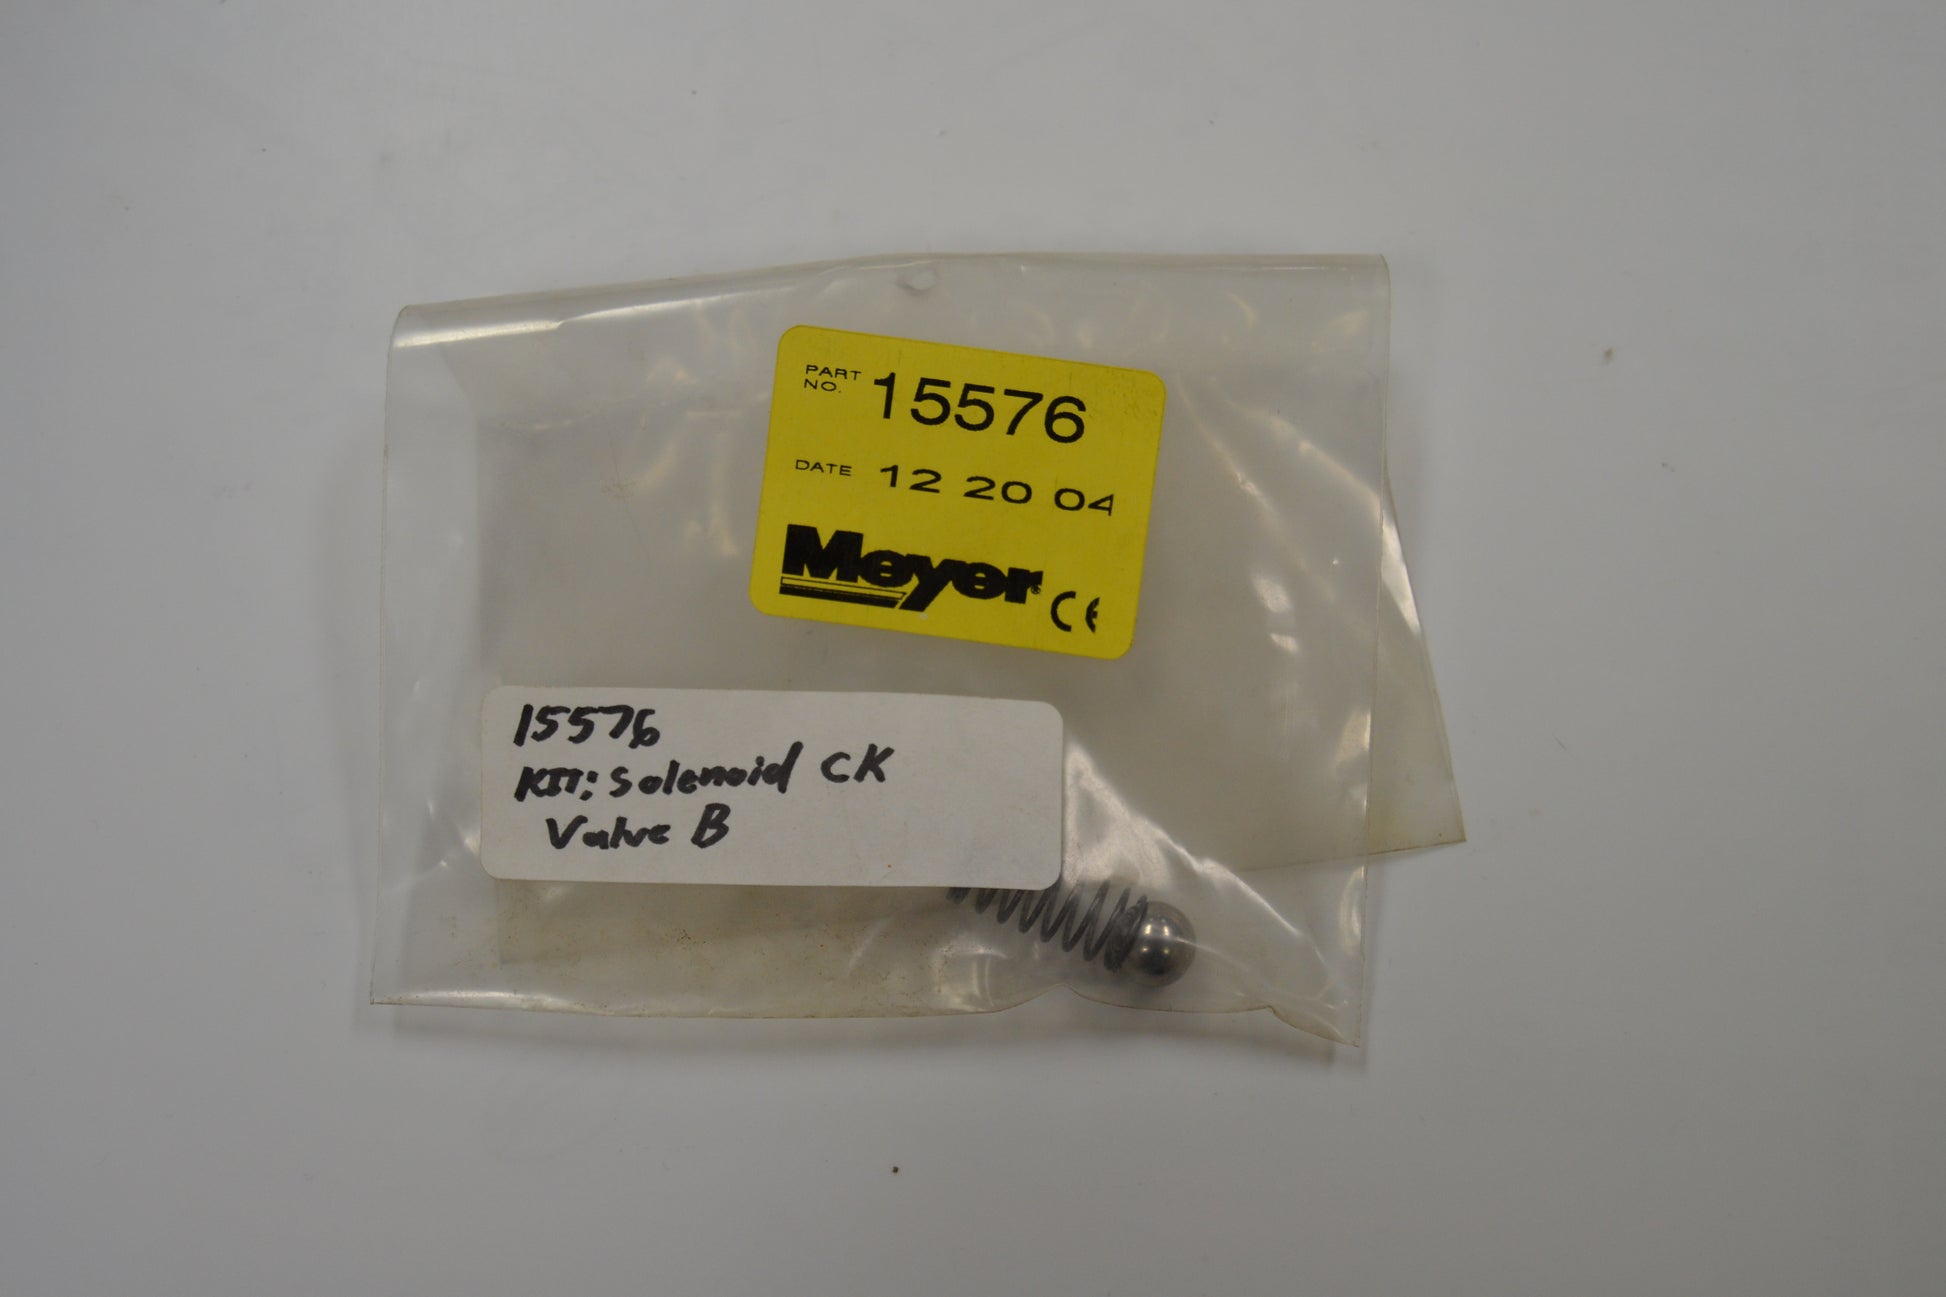 PART NO. 15576
DATE 12 20 04
Meyer® CE
15576
KIT: Solenoid CK
Valve B